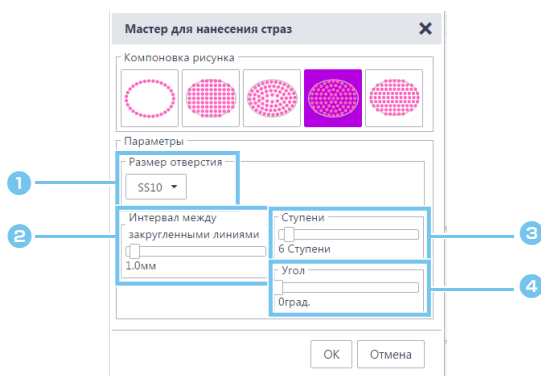 Мастер для нанесения страз
Компоновка рисунка
Параметры
Размер отверстия
SS10
1
Интервал между
закругленными линиями
1.0мм
2
Ступени
6 Ступени
3
Угол
0град.
4
OK
Отмена